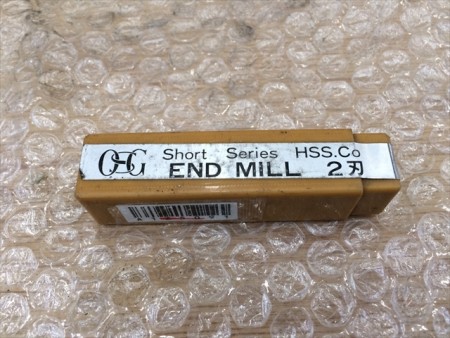 OSG Short Series HSS.Co
END MILL 2刃